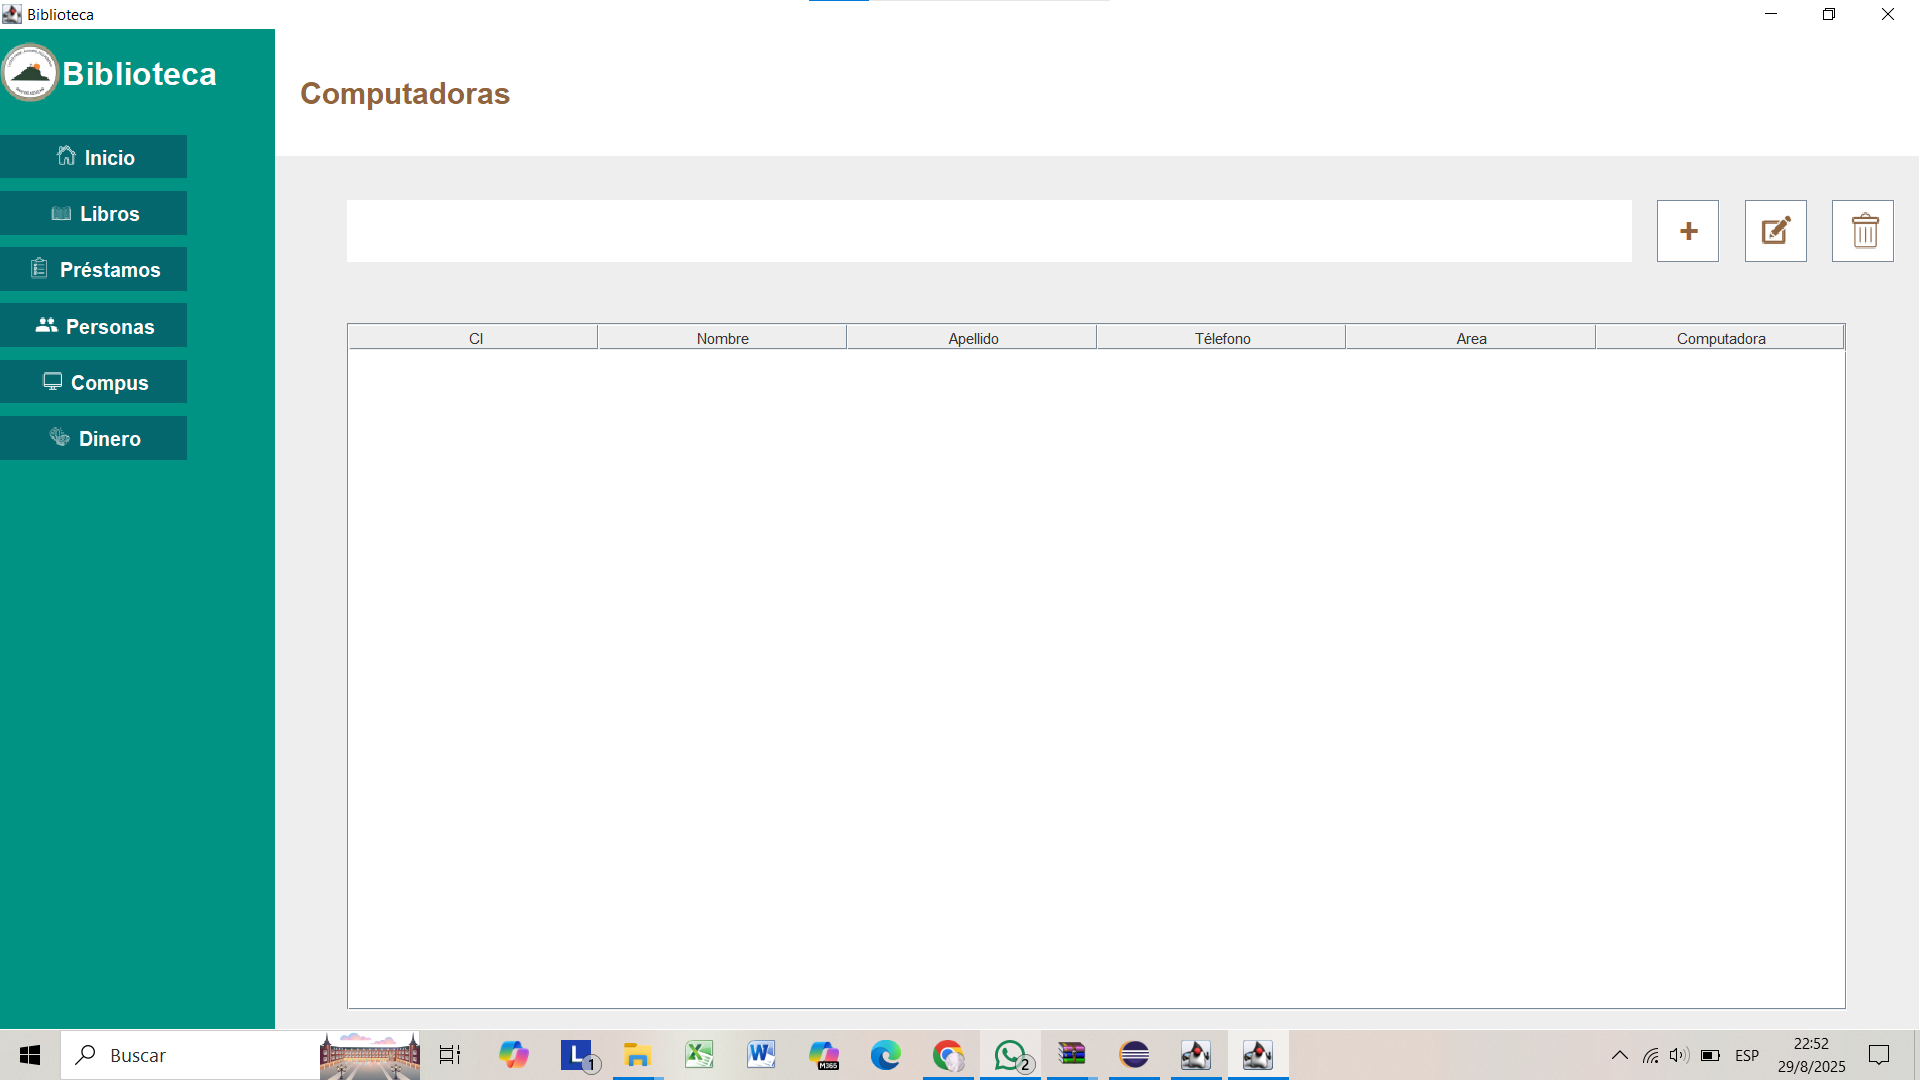 Biblioteca
Biblioteca
Computadoras
Inicio
Libros
Préstamos
Personas
Compus
Dinero
+
CI Nombre Apellido Télefono Area Computadora
Buscar
L 1
M365
2
ESP
22:52
29/8/2025